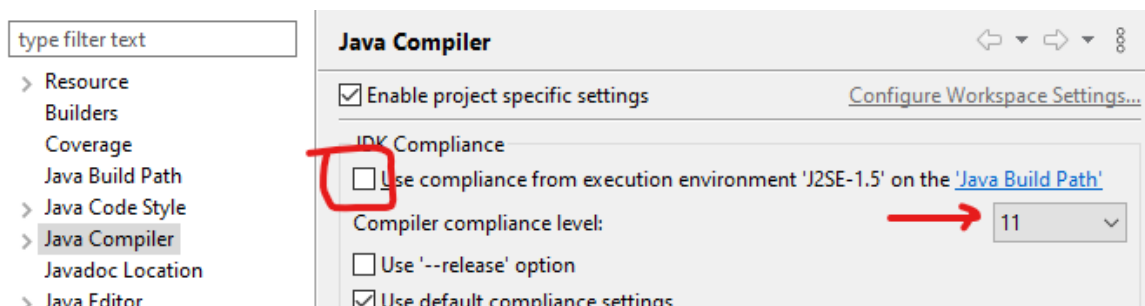 type filter text
Resource
Builders
Coverage
Java Build Path
Java Code Style
Java Compiler
Javadoc Location
Java Editor
Java Compiler
Enable project specific settings
Configure Workspace Settings...
JDK Compliance
Use compliance from execution environment 'J2SE-1.5' on the 'Java Build Path'
Compiler compliance level:
11
Use '--release' option
Use default compliance settings